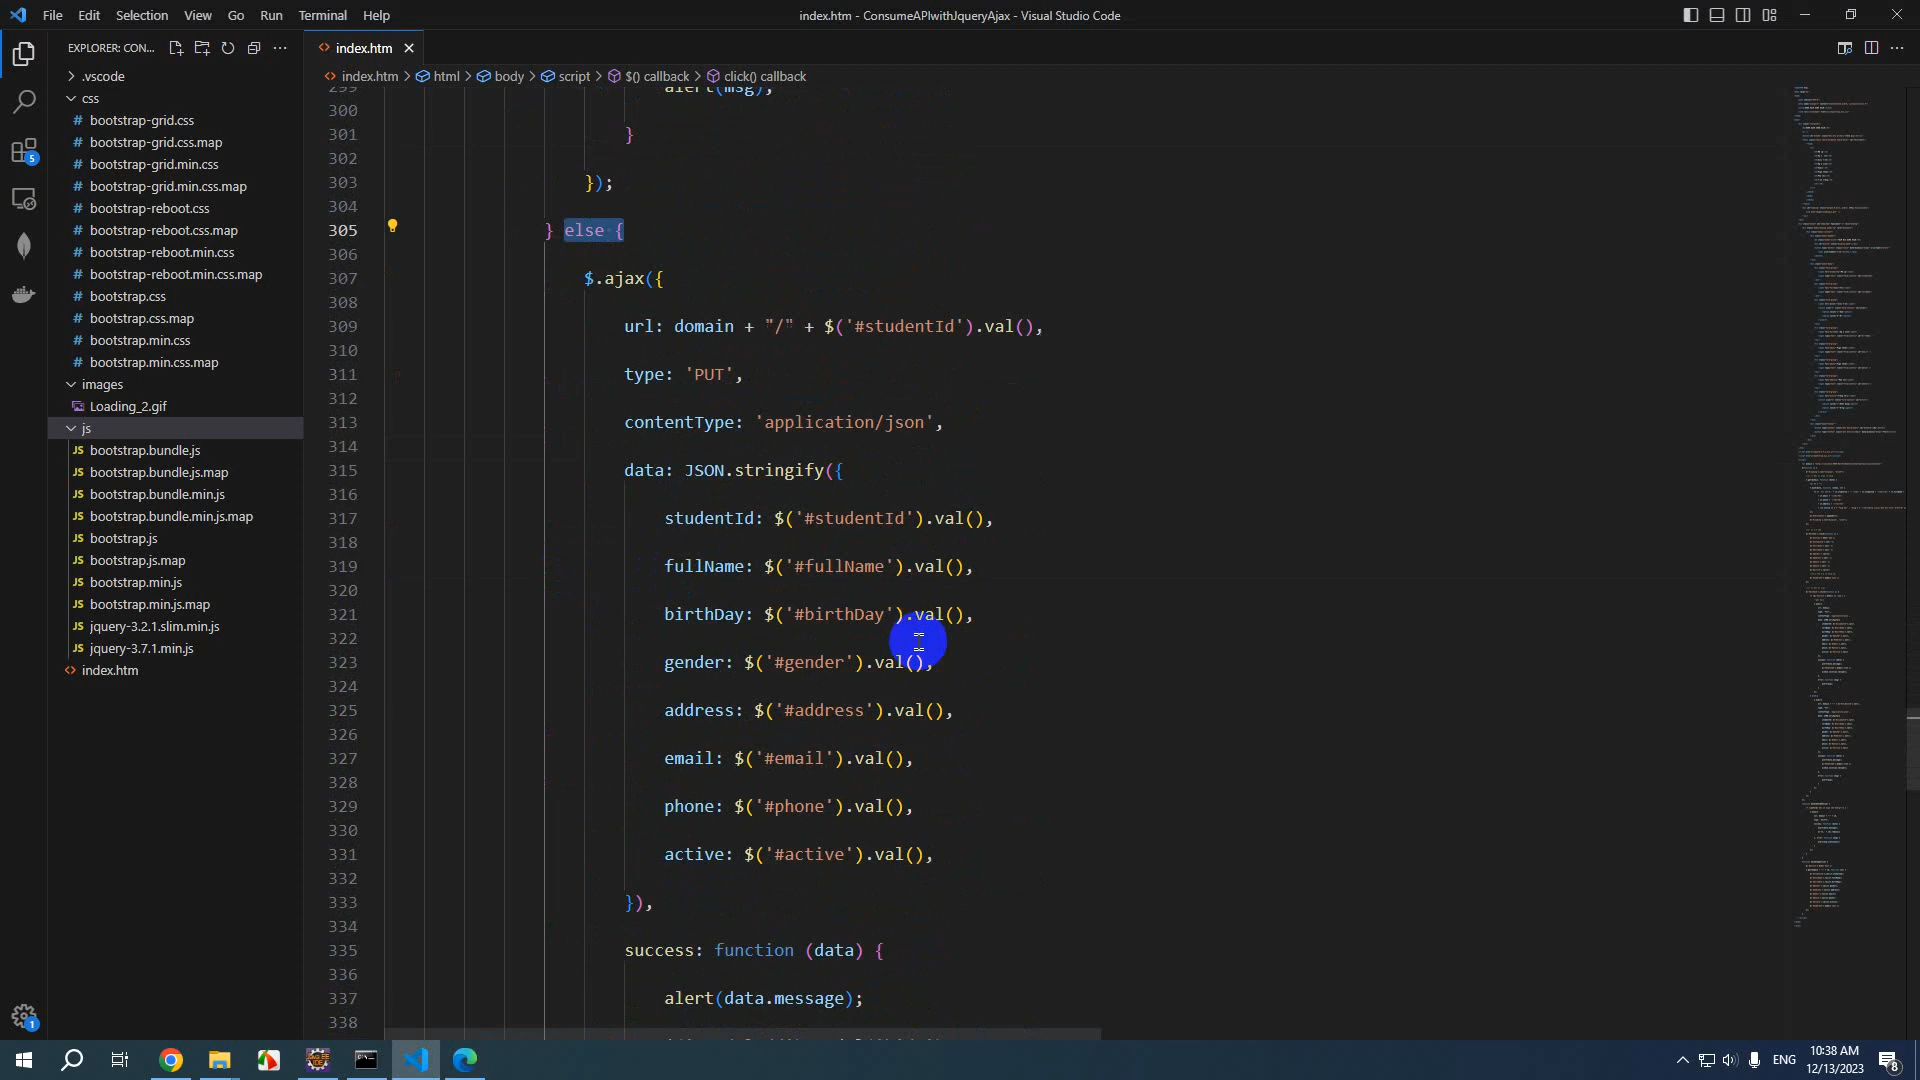 File Edit Selection View Go Run Terminal Help
index.htm - ConsumeAPIwithJqueryAjax - Visual Studio Code
EXPLORER: CON...
index.htm
.vscode
css
bootstrap-grid.css
bootstrap-grid.css.map
bootstrap-grid.min.css
bootstrap-grid.min.css.map
bootstrap-reboot.css
bootstrap-reboot.css.map
bootstrap-reboot.min.css
bootstrap-reboot.min.css.map
bootstrap.css
bootstrap.css.map
bootstrap.min.css
bootstrap.min.css.map
images
Loading_2.gif
js
bootstrap.bundle.js
bootstrap.bundle.js.map
bootstrap.bundle.min.js
bootstrap.bundle.min.js.map
bootstrap.js
bootstrap.js.map
bootstrap.min.js
bootstrap.min.js.map
jquery-3.2.1.slim.min.js
jquery-3.7.1.min.js
index.htm
5
1
index.htm > html > body > script > $() callback > click() callback
299 alert(msg);
300
301 }
302
303 });
304
305 } else {
306
307 $.ajax({
308
309 url: domain + "/" + $('#studentId').val(),
310
311 type: 'PUT',
312
313 contentType: 'application/json',
314
315 data: JSON.stringify({
316
317 studentId: $('#studentId').val(),
318
319 fullName: $('#fullName').val(),
320
321 birthDay: $('#birthDay').val(),
322
323 gender: $('#gender').val(),
324
325 address: $('#address').val(),
326
327 email: $('#email').val(),
328
329 phone: $('#phone').val(),
330
331 active: $('#active').val(),
332
333 }),
334
335 success: function (data) {
336
337 alert(data.message);
338
ENG
10:38 AM
12/13/2023
8